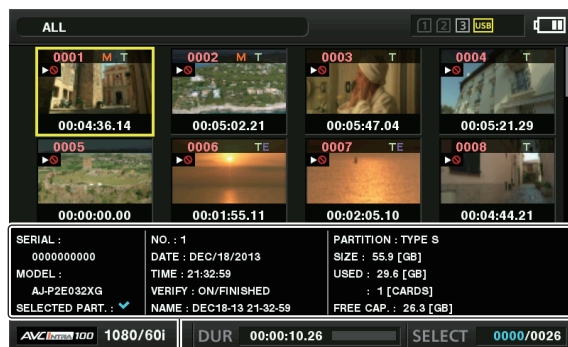 ALL
1 2 3 USB
0001 M T
0002 M T
0003 T
0004 T
00:04:36.14
00:05:02.21
00:05:47.04
00:05:21.29
0005
0006 TE
0007 TE
0008 T
00:00:00.00
00:01:55.11
00:02:05.10
00:04:44.21
SERIAL :
0000000000
MODEL :
AJ-P2E032XG
SELECTED PART. :
NO. : 1
DATE : DEC/18/2013
TIME : 21:32:59
VERIFY : ON/FINISHED
NAME : DEC18-13 21-32-59
PARTITION : TYPE S
SIZE : 55.9 [GB]
USED : 29.6 [GB]
: 1 [CARDS]
FREE CAP. : 26.3 [GB]
AVC INTRA 100 1080/60i
DUR 00:00:10.26
SELECT 0000/0026